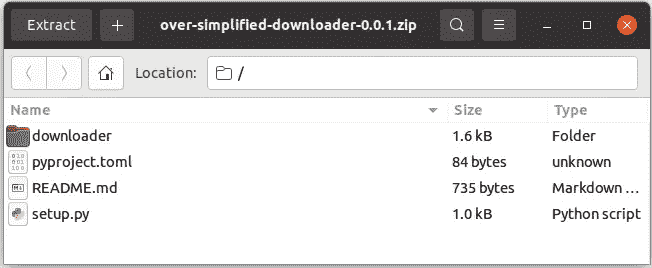 Extract + over-simplified-downloader-0.0.1.zip
Location: /
Name Size Type
downloader 1.6 kB Folder
pyproject.toml 84 bytes unknown
README.md 735 bytes Markdown ...
setup.py 1.0 kB Python script